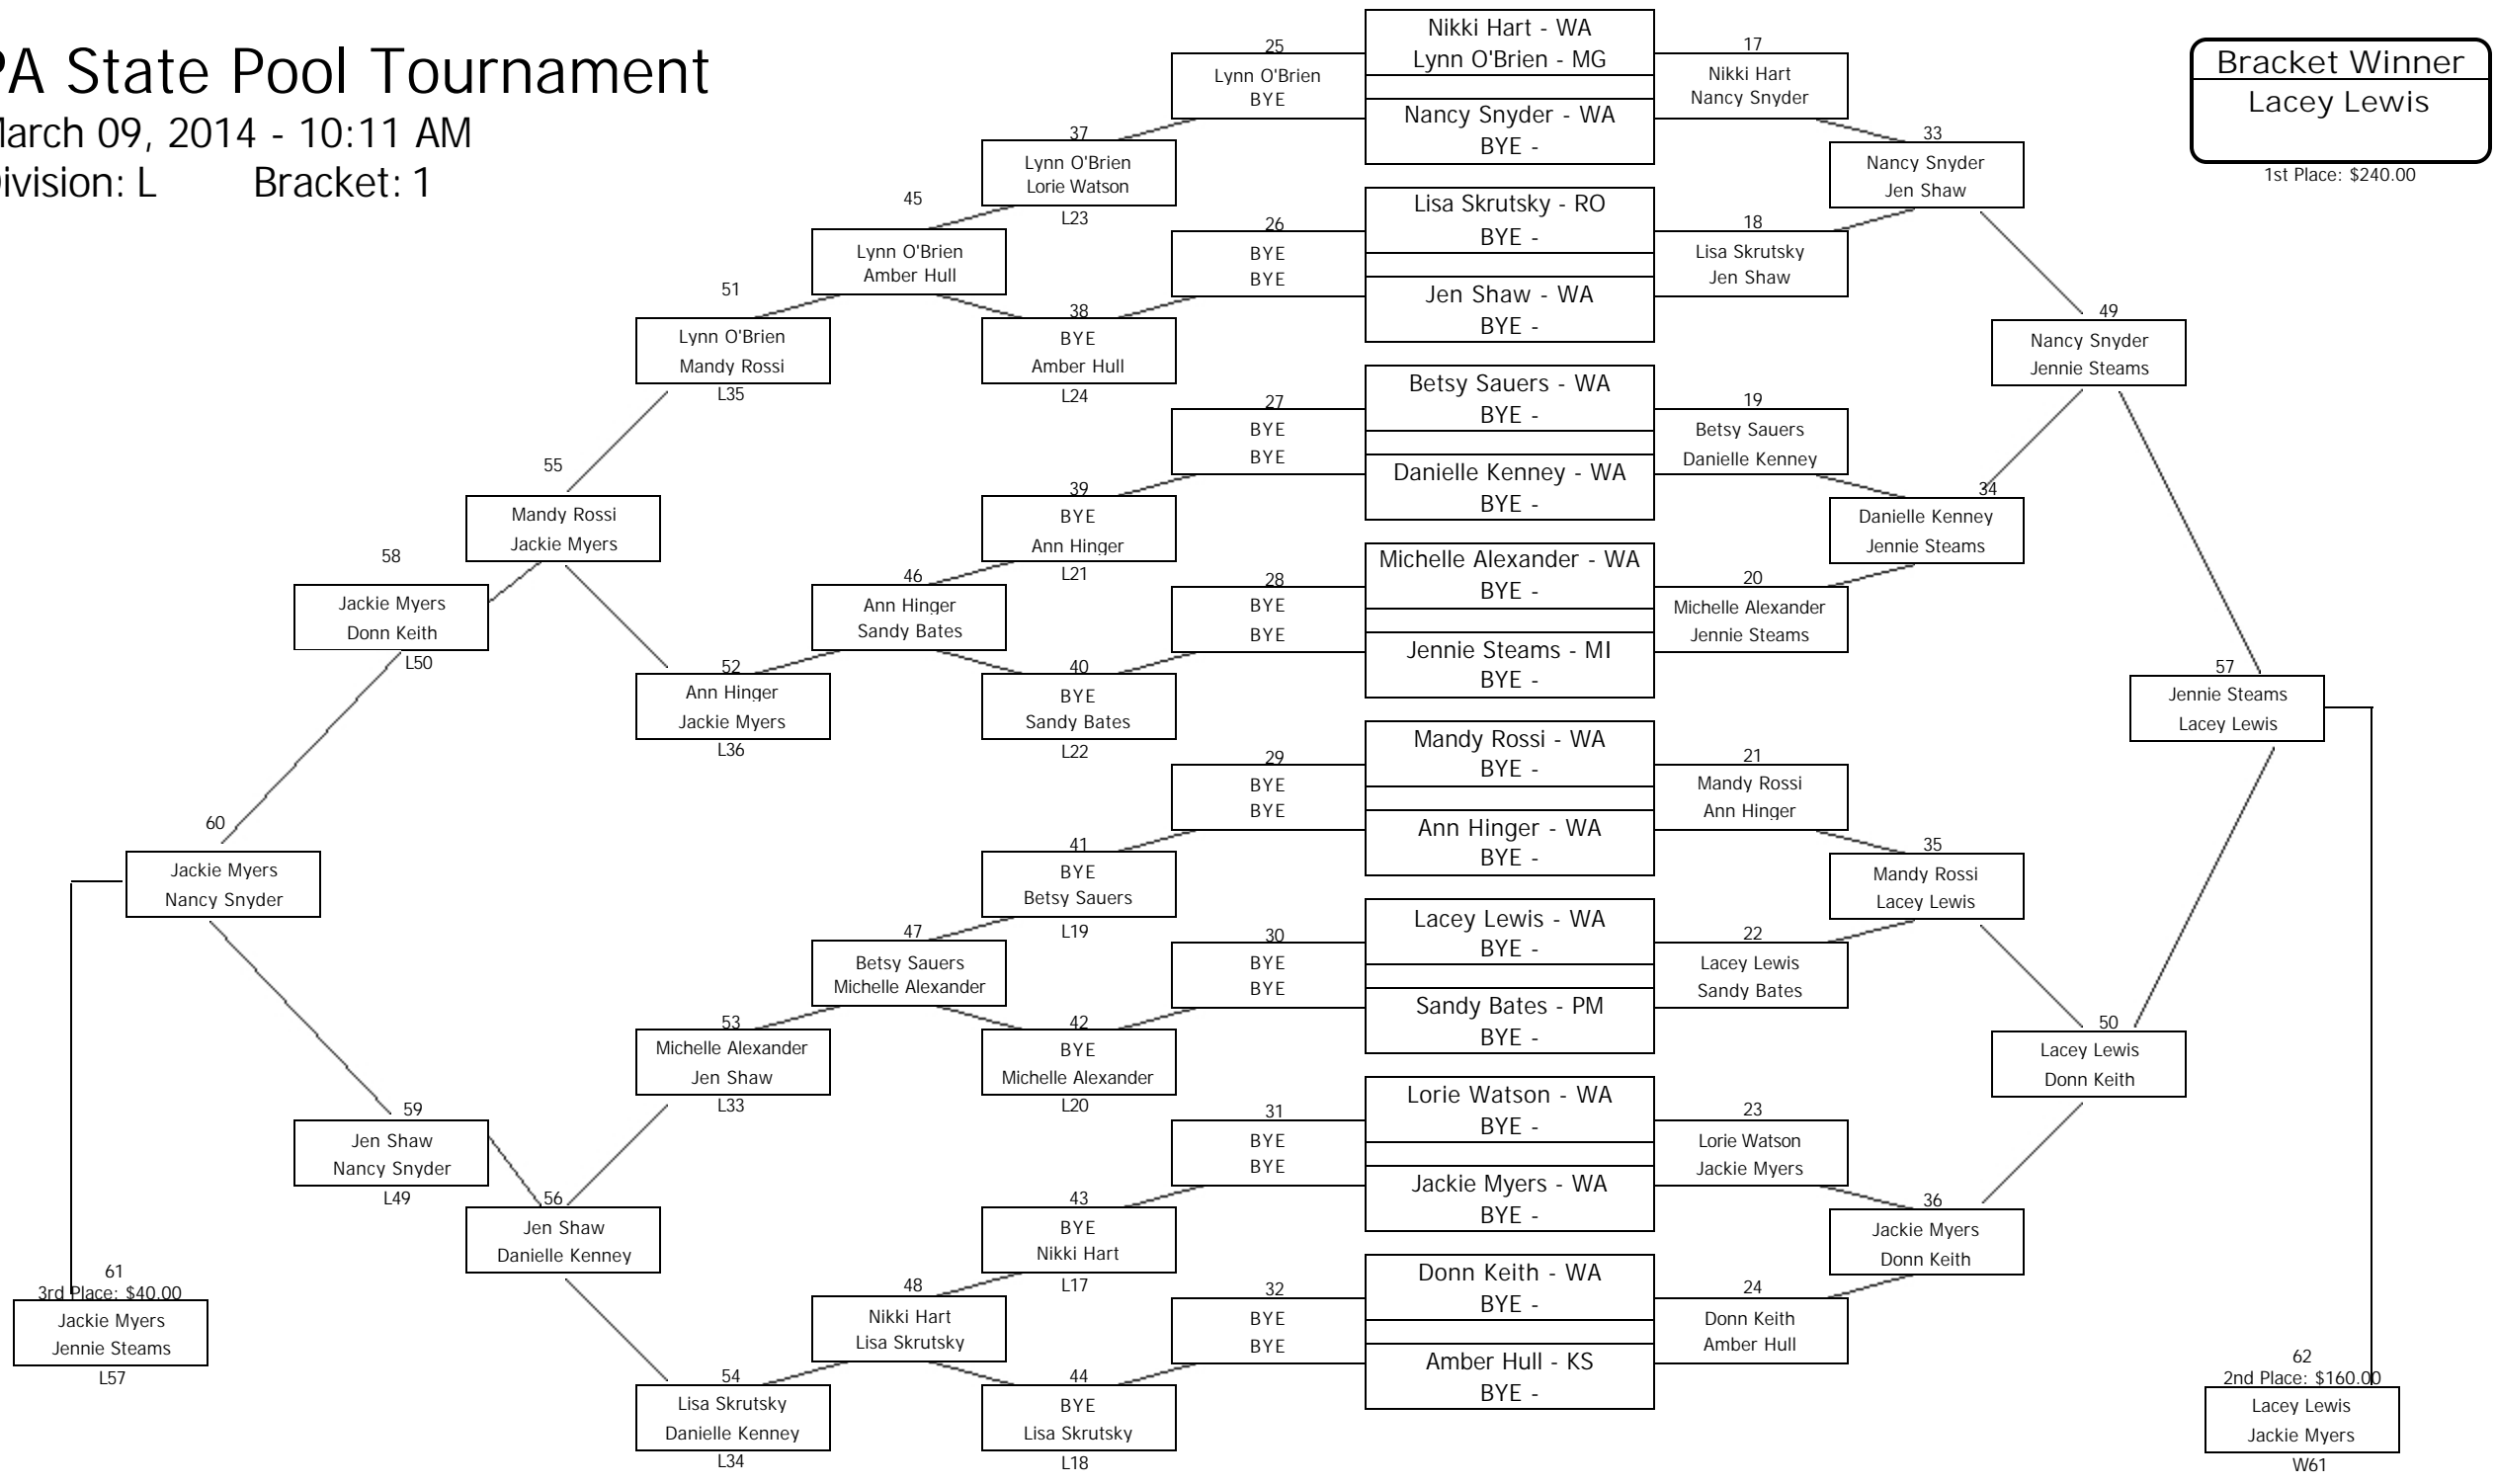 PA State Pool Tournament
March 09, 2014 - 10:11 AM
Division: L Bracket: 1
Bracket Winner
Lacey Lewis
1st Place: $240.00
61
3rd Place: $40.00
Jackie Myers
Jennie Steams
L57
60
Jackie Myers
Nancy Snyder
58
Jackie Myers
Donn Keith
L50
59
Jen Shaw
Nancy Snyder
L49
55
Mandy Rossi
Jackie Myers
56
Jen Shaw
Danielle Kenney
51
Lynn O'Brien
Mandy Rossi
L35
52
Ann Hinger
Jackie Myers
L36
53
Michelle Alexander
Jen Shaw
L33
54
Lisa Skrutsky
Danielle Kenney
L34
45
Lynn O'Brien
Amber Hull
46
Ann Hinger
Sandy Bates
47
Betsy Sauers
Michelle Alexander
48
Nikki Hart
Lisa Skrutsky
37
Lynn O'Brien
Lorie Watson
L23
38
BYE
Amber Hull
L24
39
BYE
Ann Hinger
L21
40
BYE
Sandy Bates
L22
41
BYE
Betsy Sauers
L19
42
BYE
Michelle Alexander
L20
43
BYE
Nikki Hart
L17
44
BYE
Lisa Skrutsky
L18
25
Lynn O'Brien
BYE
26
BYE
BYE
27
BYE
BYE
28
BYE
BYE
29
BYE
BYE
30
BYE
BYE
31
BYE
BYE
32
BYE
BYE
Nikki Hart - WA
Lynn O'Brien - MG
Nancy Snyder - WA
BYE -
Lisa Skrutsky - RO
BYE -
Jen Shaw - WA
BYE -
Betsy Sauers - WA
BYE -
Danielle Kenney - WA
BYE -
Michelle Alexander - WA
BYE -
Jennie Steams - MI
BYE -
Mandy Rossi - WA
BYE -
Ann Hinger - WA
BYE -
Lacey Lewis - WA
BYE -
Sandy Bates - PM
BYE -
Lorie Watson - WA
BYE -
Jackie Myers - WA
BYE -
Donn Keith - WA
BYE -
Amber Hull - KS
BYE -
17
Nikki Hart
Nancy Snyder
18
Lisa Skrutsky
Jen Shaw
19
Betsy Sauers
Danielle Kenney
20
Michelle Alexander
Jennie Steams
21
Mandy Rossi
Ann Hinger
22
Lacey Lewis
Sandy Bates
23
Lorie Watson
Jackie Myers
24
Donn Keith
Amber Hull
33
Nancy Snyder
Jen Shaw
34
Danielle Kenney
Jennie Steams
35
Mandy Rossi
Lacey Lewis
36
Jackie Myers
Donn Keith
49
Nancy Snyder
Jennie Steams
50
Lacey Lewis
Donn Keith
57
Jennie Steams
Lacey Lewis
62
2nd Place: $160.00
Lacey Lewis
Jackie Myers
W61